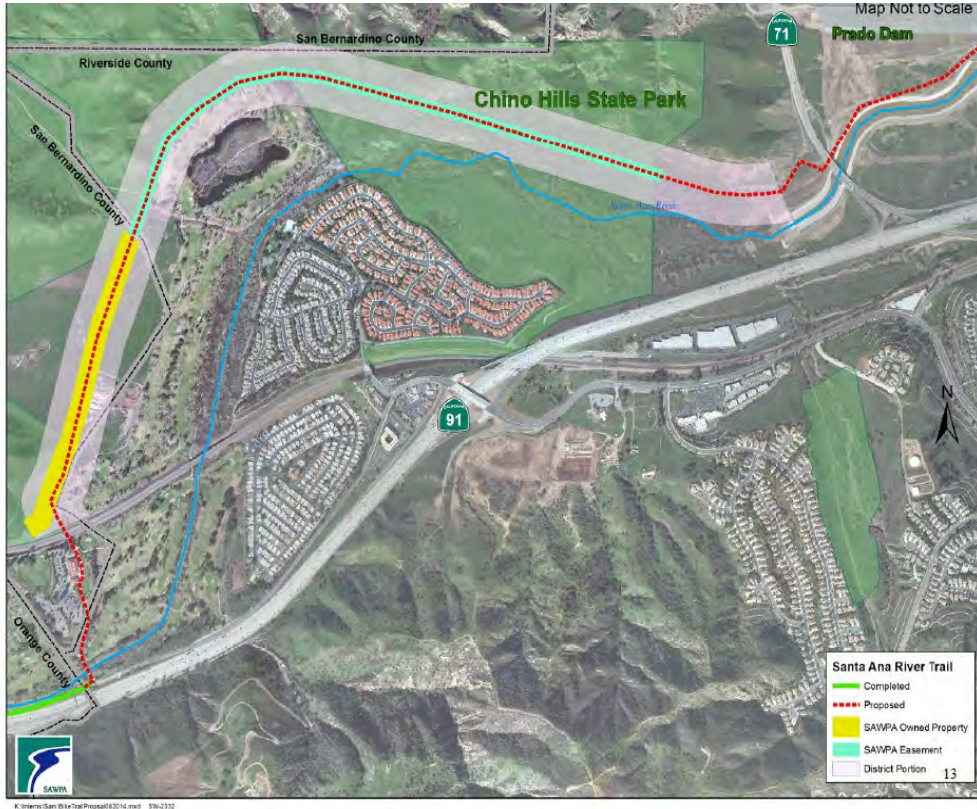 Map Not to Scale
CALIFORNIA
71
Prado Dam
San Bernardino County
Riverside County
Chino Hills State Park
San Bernardino County
Santa Ana River
CALIFORNIA
91
N
Orange County
Santa Ana River Trail
Completed
Proposed
SAWPA Owned Property
SAWPA Easement
District Portion
13
SAWPA